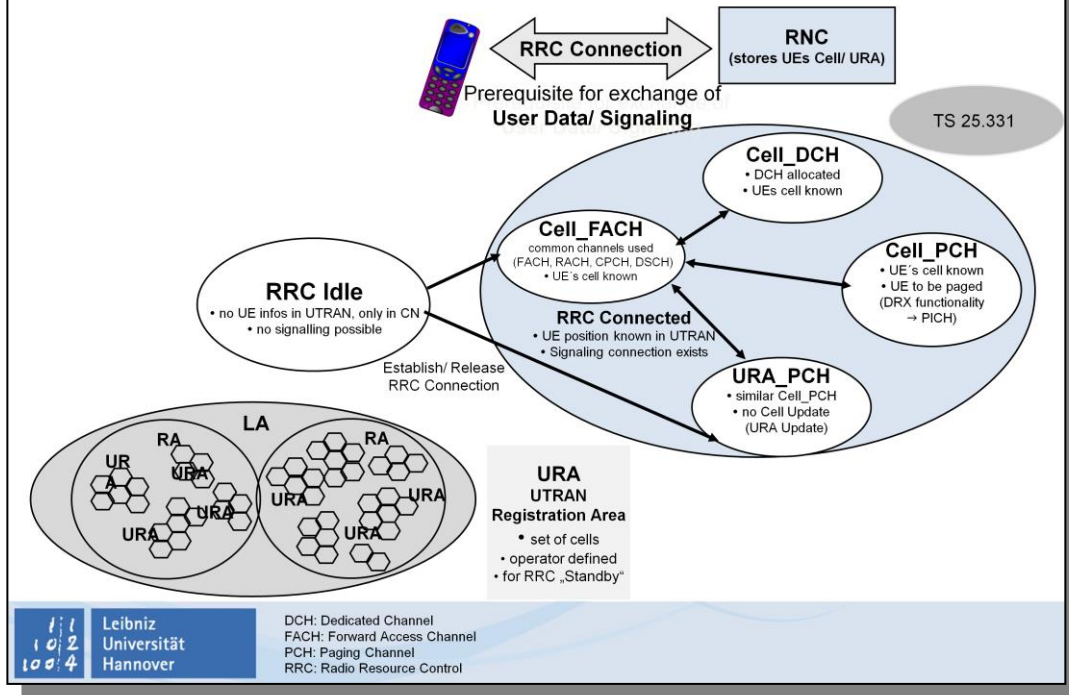 RRC Connection
RNC
(stores UEs Cell/ URA)
Prerequisite for exchange of
User Data/ Signaling
TS 25.331
Cell_DCH
• DCH allocated
• UEs cell known
Cell_FACH
common channels used
(FACH, RACH, CPCH, DSCH)
• UE´s cell known
Cell_PCH
• UE´s cell known
• UE to be paged
(DRX functionality
→ PICH)
RRC Idle
• no UE infos in UTRAN, only in CN
• no signalling possible
RRC Connected
• UE position known in UTRAN
• Signaling connection exists
Establish/ Release
RRC Connection
URA_PCH
• similar Cell_PCH
• no Cell Update
(URA Update)
LA
RA
RA
UR
A
URA
URA
URA
URA
URA
URA
URA
UTRAN
Registration Area
• set of cells
• operator defined
• for RRC „Standby“
Leibniz
Universität
Hannover
DCH: Dedicated Channel
FACH: Forward Access Channel
PCH: Paging Channel
RRC: Radio Resource Control